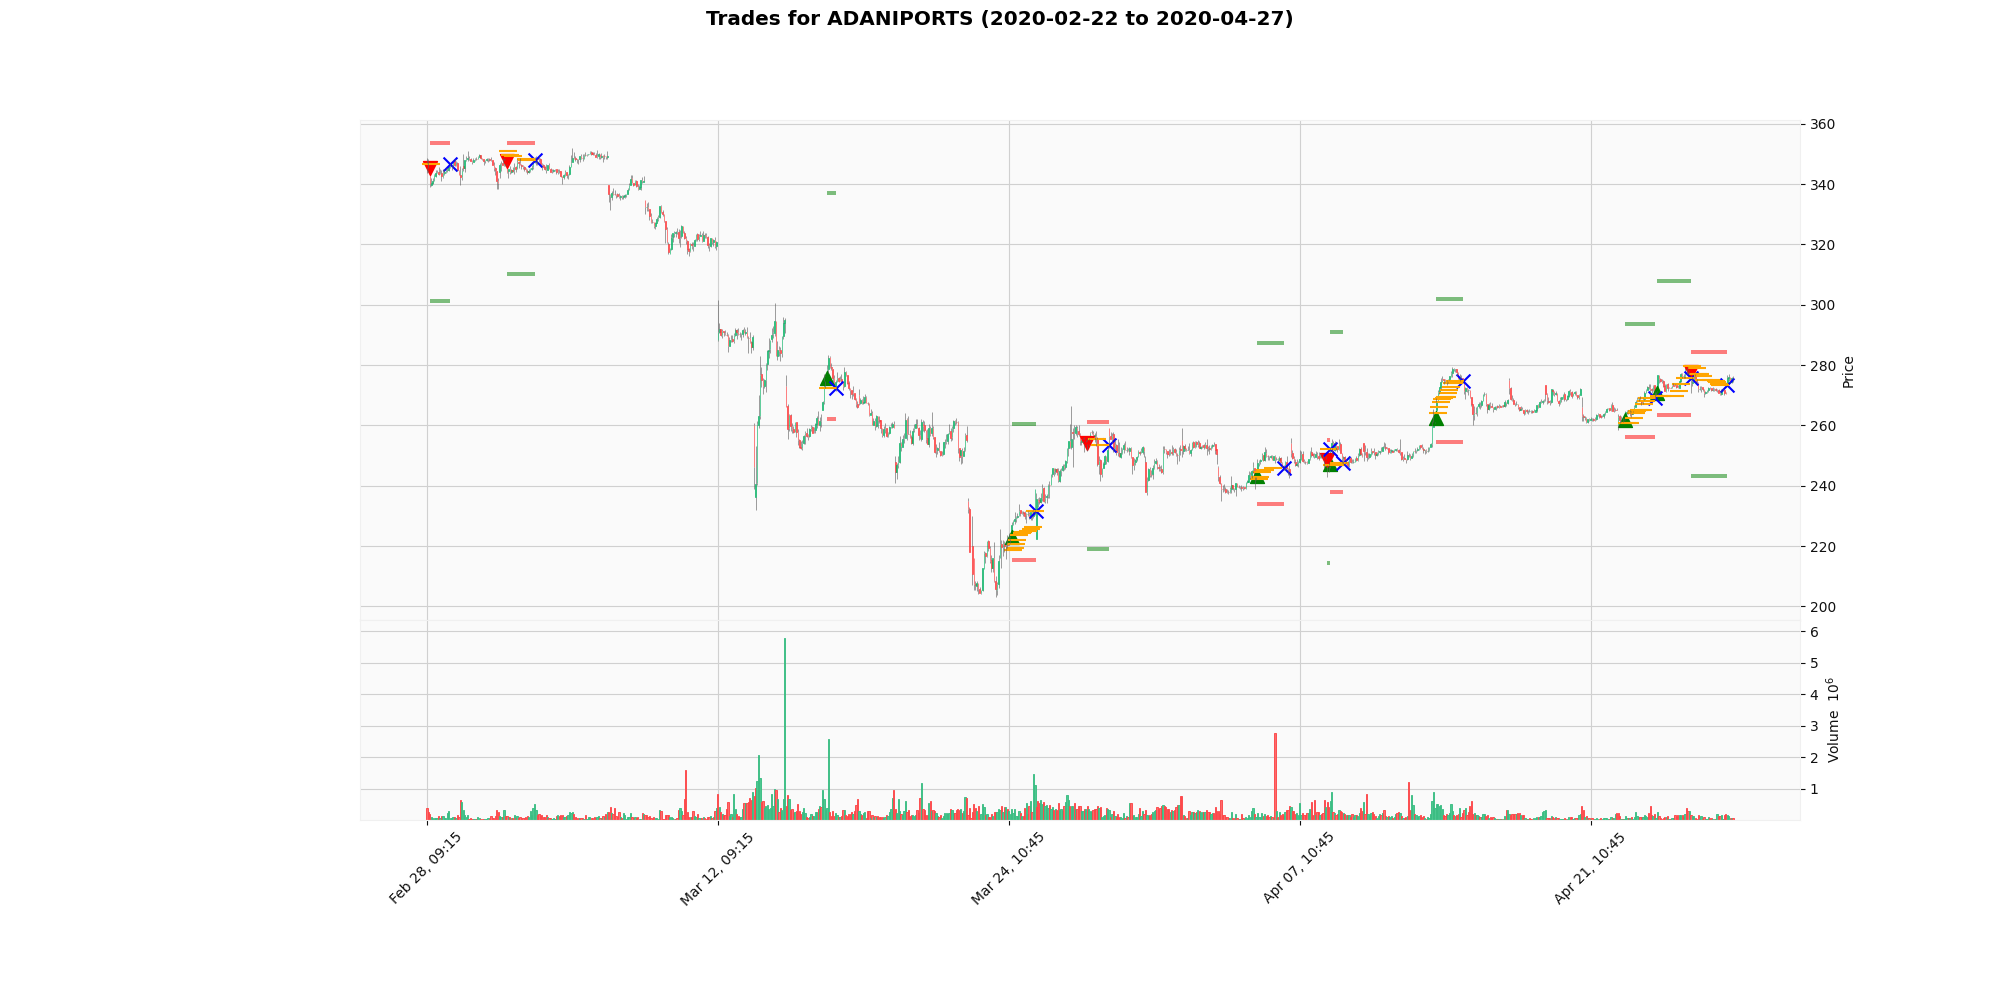 Trades for ADANIPORTS (2020-02-22 to 2020-04-27)
360
340
320
300
280
260
240
220
200
Price
6
5
4
3
2
1
Volume 10^6
Feb 28, 09:15
Mar 12, 09:15
Mar 24, 10:45
Apr 07, 10:45
Apr 21, 10:45